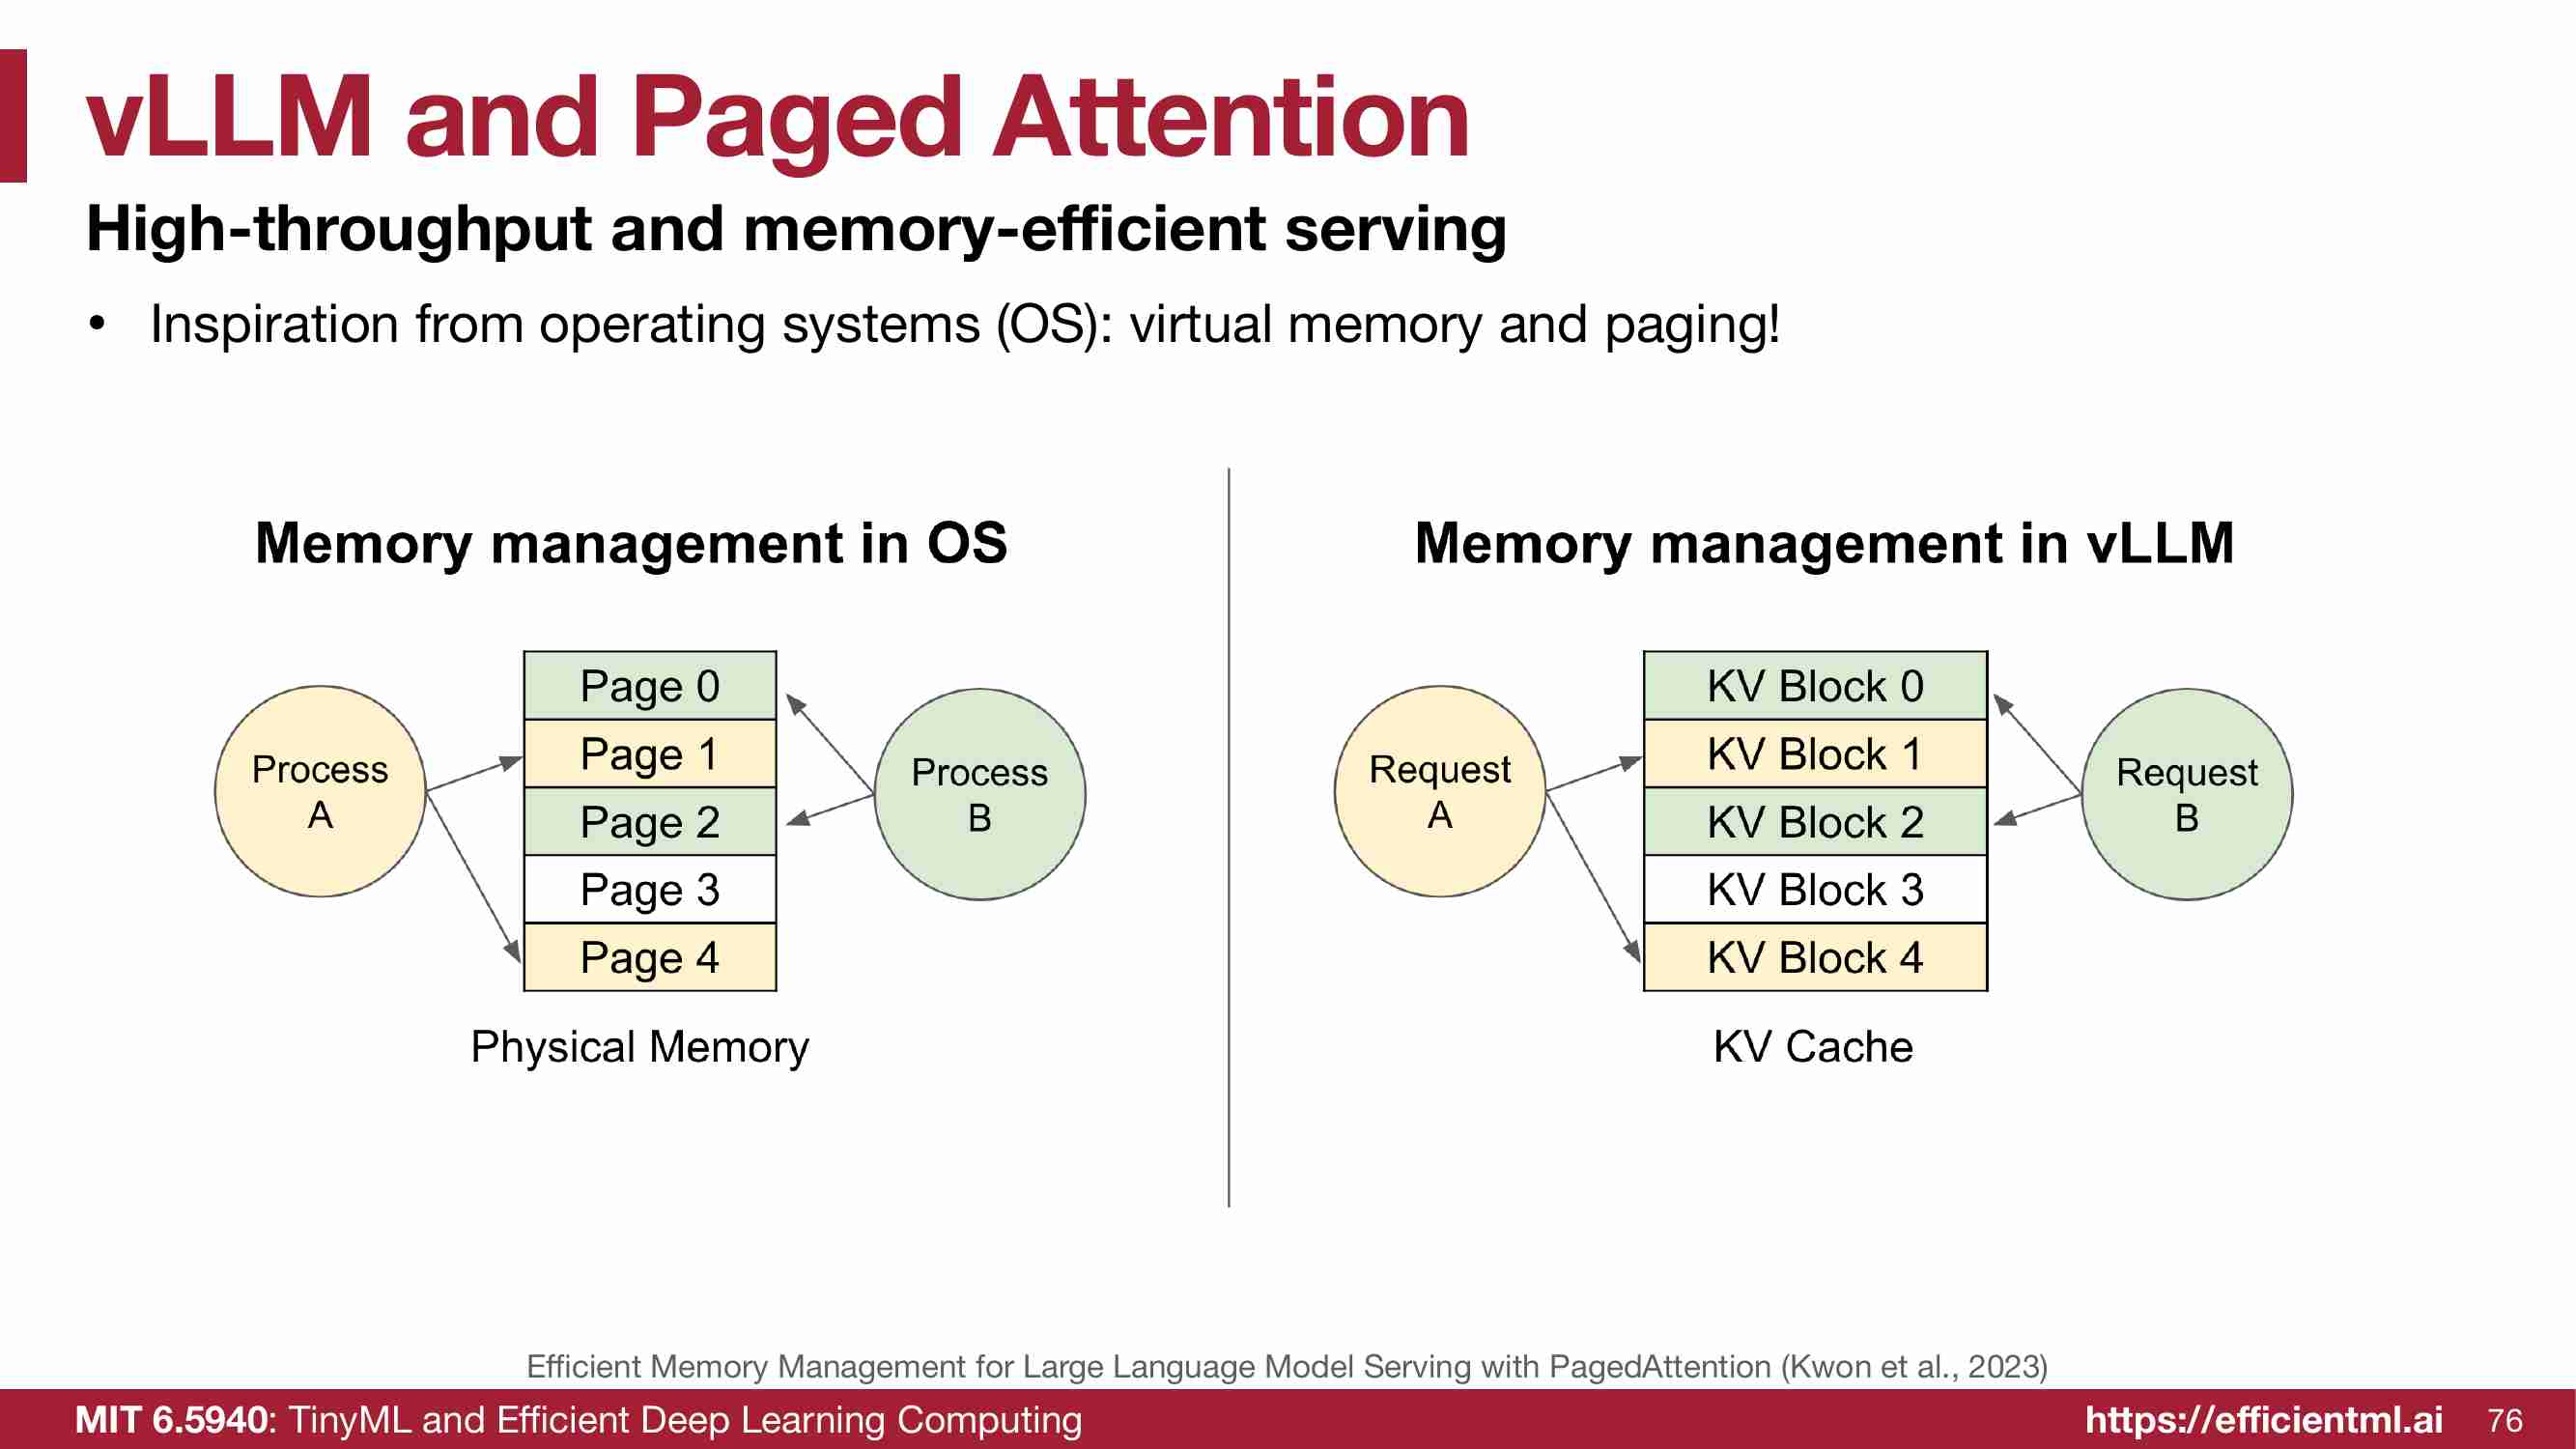 vLLM and Paged Attention
High-throughput and memory-efficient serving
• Inspiration from operating systems (OS): virtual memory and paging!
Memory management in OS
Process
A
Page 0
Page 1
Page 2
Page 3
Page 4
Process
B
Physical Memory
Memory management in vLLM
Request
A
KV Block 0
KV Block 1
KV Block 2
KV Block 3
KV Block 4
Request
B
KV Cache
Efficient Memory Management for Large Language Model Serving with PagedAttention (Kwon et al., 2023)
MIT 6.5940: TinyML and Efficient Deep Learning Computing
https://efficientml.ai 76